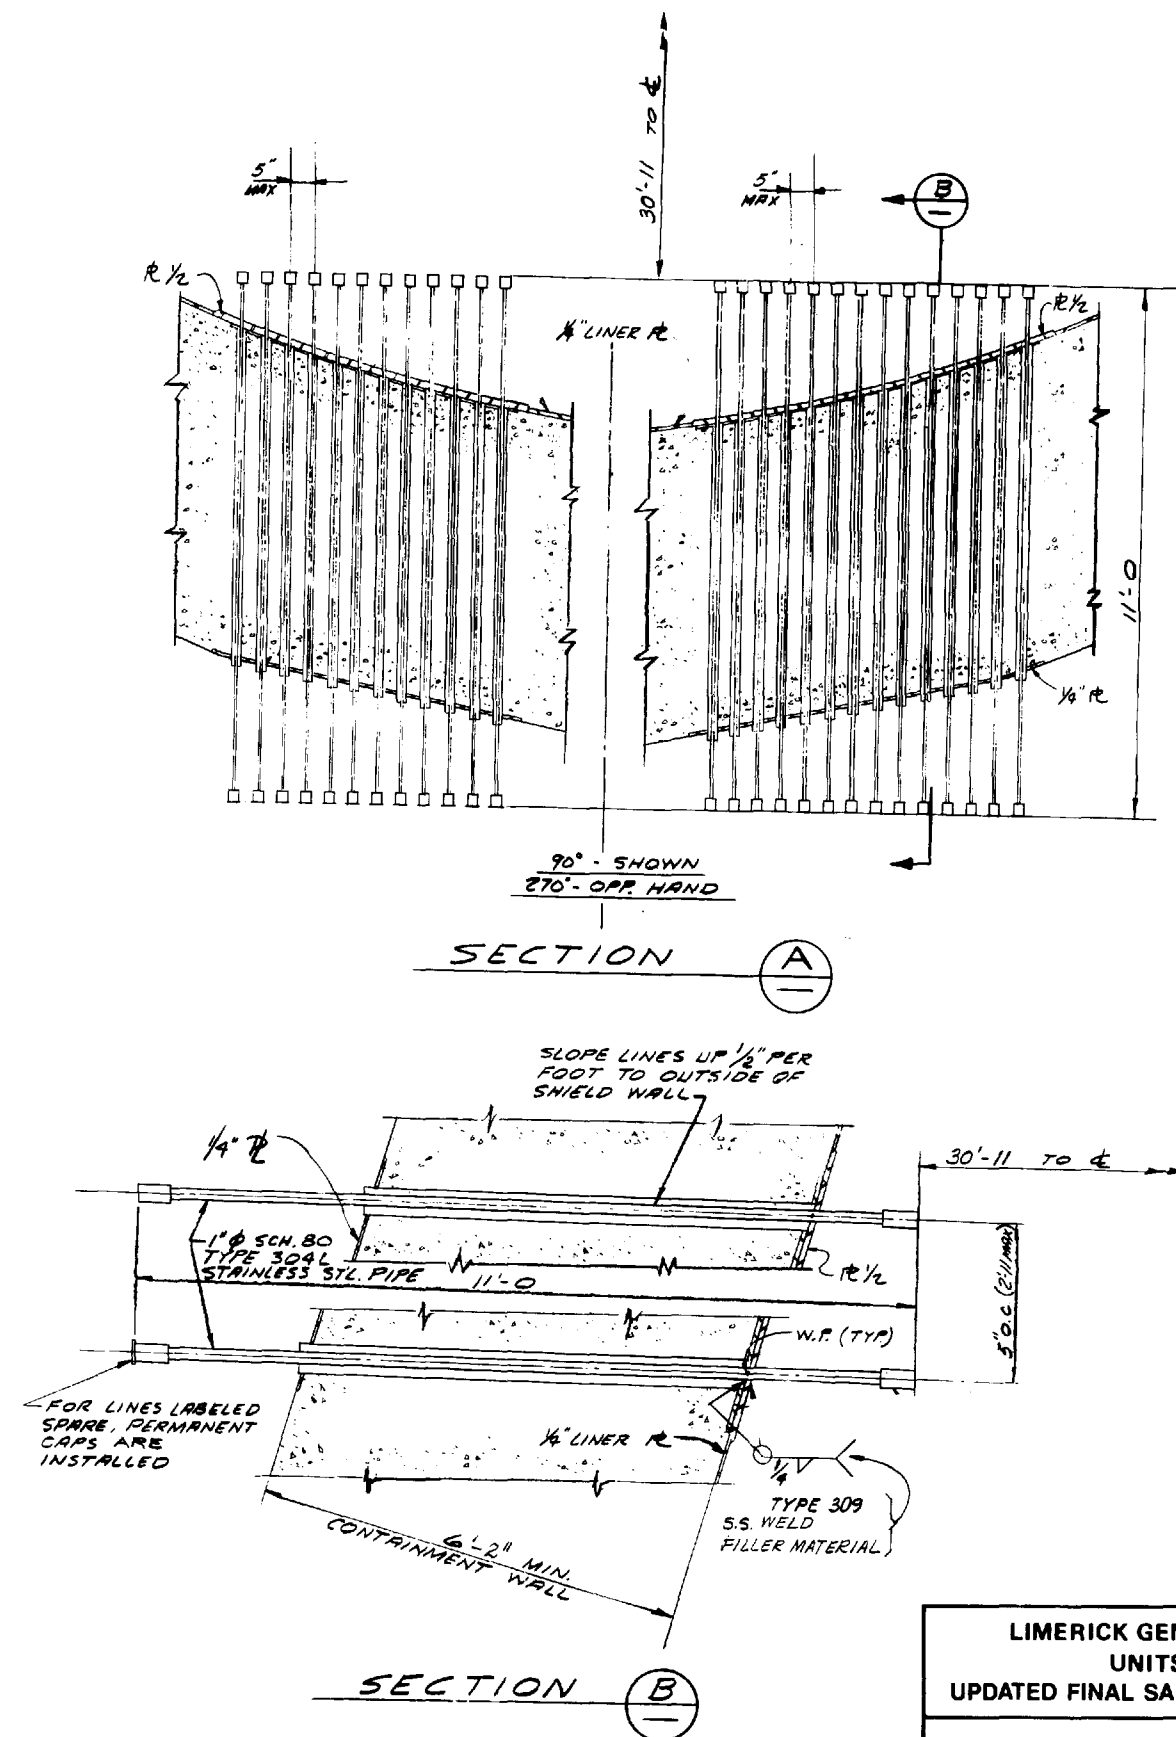 30'-11 TO ℄
5"
MAX
5"
MAX
B
℞ 1/2
1/4" LINER ℞
℞ 1/2
11'-0
1/4" ℞
90° - SHOWN
270° - OPP. HAND
SECTION A
SLOPE LINES UP 1/2" PER
FOOT TO OUTSIDE OF
SHIELD WALL
1/4" ℞
30'-11 TO ℄
1" ϕ SCH. 80
TYPE 304L
STAINLESS STL. PIPE
11'-0
℞ 1/2
5" O.C (2'11 MAX)
W.P. (TYP)
FOR LINES LABELED
SPARE, PERMANENT
CAPS ARE
INSTALLED
1/4" LINER ℞
1/4
TYPE 309
S.S. WELD
FILLER MATERIAL
6'-2" MIN.
CONTAINMENT WALL
SECTION B
LIMERICK GE
UNITS
UPDATED FINAL SA